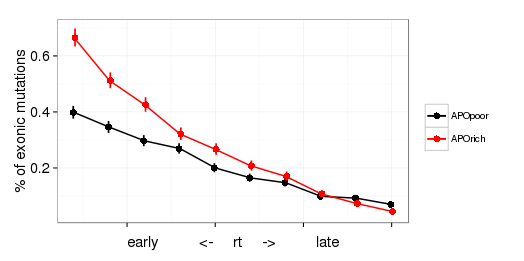 % of exonic mutations
0.6
0.4
0.2
early <- rt -> late
APOpoor
APOrich